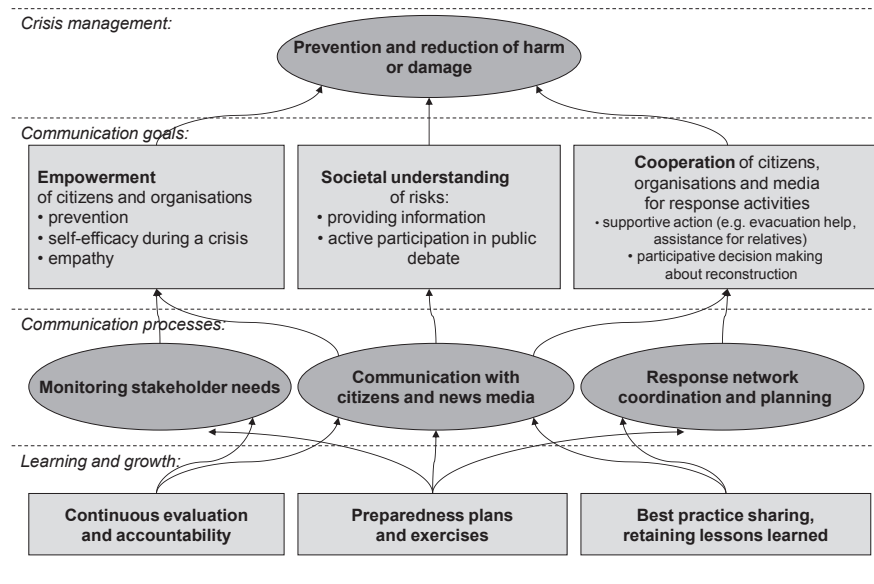 Crisis management:
Prevention and reduction of harm
or damage
Communication goals:
Empowerment
of citizens and organisations
• prevention
• self-efficacy during a crisis
• empathy
Societal understanding
of risks:
• providing information
• active participation in public
debate
Cooperation of citizens,
organisations and media
for response activities
• supportive action (e.g. evacuation help,
assistance for relatives)
• participative decision making
about reconstruction
Communication processes:
Monitoring stakeholder needs
Communication with
citizens and news media
Response network
coordination and planning
Learning and growth:
Continuous evaluation
and accountability
Preparedness plans
and exercises
Best practice sharing,
retaining lessons learned